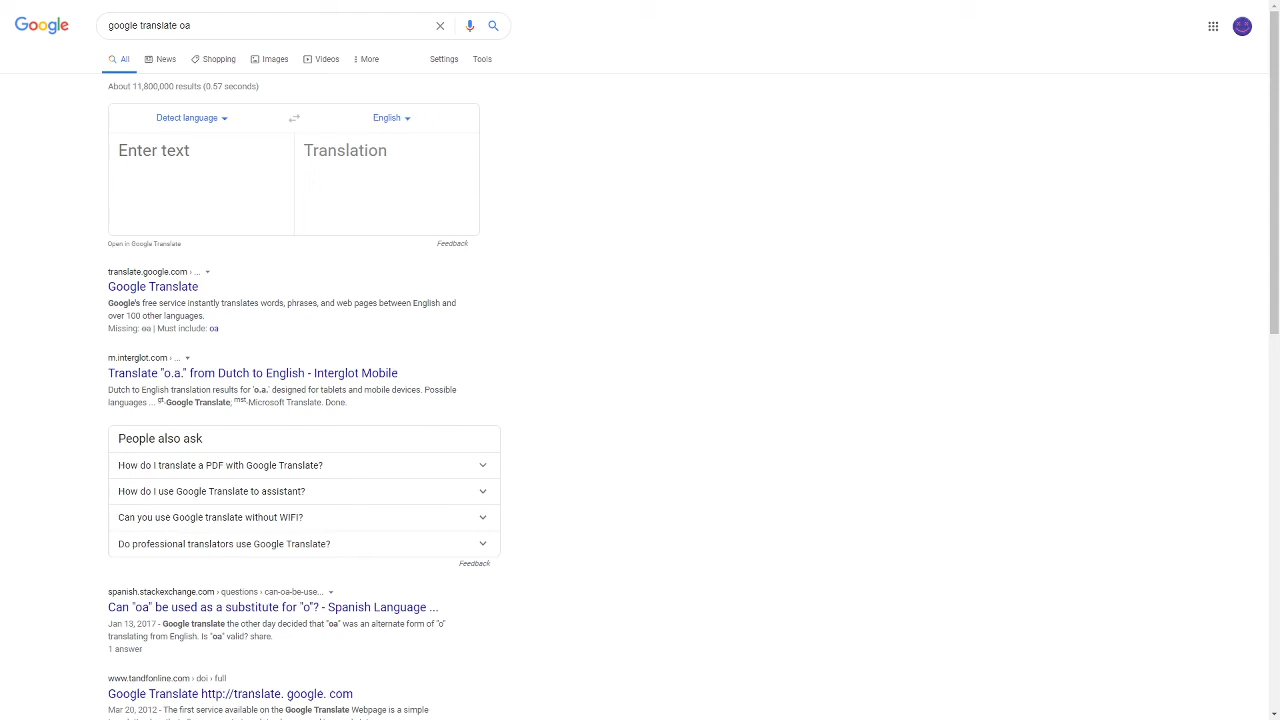 Google
google translate oa
All
News
Shopping
Images
Videos
More
Settings
Tools
About 11,800,000 results (0.57 seconds)
Detect language
English
Enter text
Translation
Open in Google Translate
Feedback
translate.google.com › ...
Google Translate
Google's free service instantly translates words, phrases, and web pages between English and
over 100 other languages.
Missing: oa | Must include: oa
m.interglot.com › ...
Translate "o.a." from Dutch to English - Interglot Mobile
Dutch to English translation results for 'o.a.' designed for tablets and mobile devices. Possible
languages ... gt-Google Translate; mst-Microsoft Translate. Done.
People also ask
How do I translate a PDF with Google Translate?
How do I use Google Translate to assistant?
Can you use Google translate without WIFI?
Do professional translators use Google Translate?
Feedback
spanish.stackexchange.com › questions › can-oa-be-use...
Can "oa" be used as a substitute for "o"? - Spanish Language ...
Jan 13, 2017 - Google translate the other day decided that "oa" was an alternate form of "o"
translating from English. Is "oa" valid? share.
1 answer
www.tandfonline.com › doi › full
Google Translate http://translate. google. com
Mar 20, 2012 - The first service available on the Google Translate Webpage is a simple